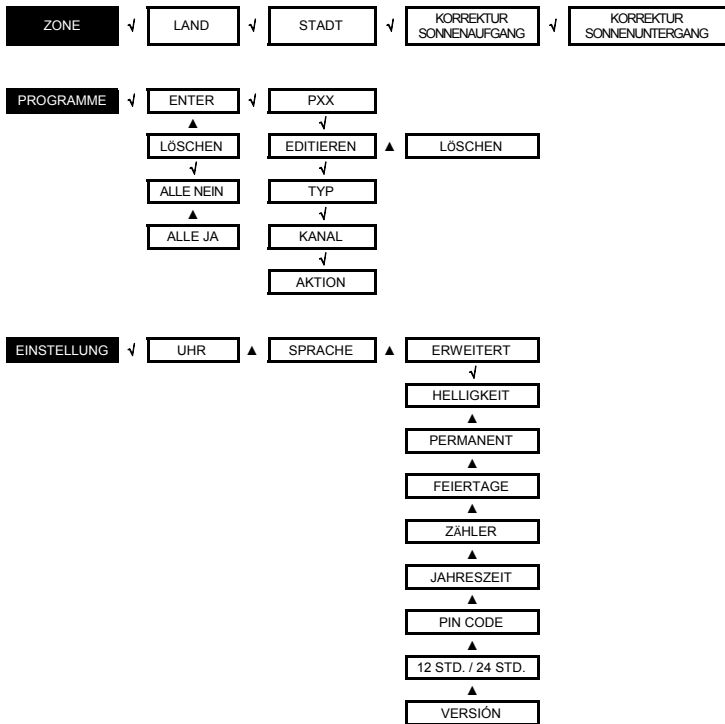 ZONE √ LAND √ STADT √ KORREKTUR SONNENAUFGANG √ KORREKTUR SONNENUNTERGANG
PROGRAMME √ ENTER √ PXX
▲ √
LÖSCHEN EDITIEREN ▲ LÖSCHEN
√ √
ALLE NEIN TYP
▲ √
ALLE JA KANAL
√
AKTION
EINSTELLUNG √ UHR ▲ SPRACHE ▲ ERWEITERT
√
HELLIGKEIT
▲
PERMANENT
▲
FEIERTAGE
▲
ZÄHLER
▲
JAHRESZEIT
▲
PIN CODE
▲
12 STD. / 24 STD.
▲
VERSIÓN